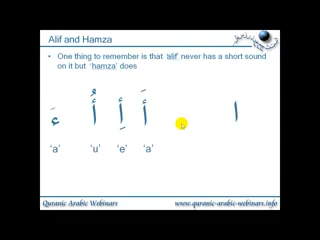 Alif and Hamza
• One thing to remember is that 'alif' never has a short sound
on it but 'hamza' does
ا أَ إِ أُ ءَ
'a' 'u' 'e' 'a'
Quranic Arabic Webinars www.quranic-arabic-webinars.info